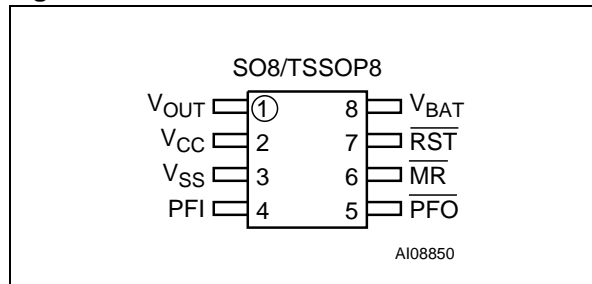 SO8/TSSOP8
VOUT 1 8 VBAT
VCC 2 7 RST
VSS 3 6 MR
PFI 4 5 PFO
AI08850